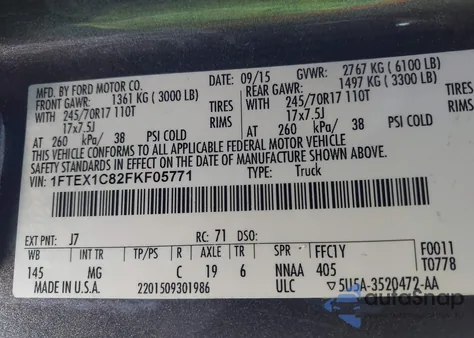 MFD. BY FORD MOTOR CO. 09/15 GVWR: 2767 KG ( 6100 LB)
FRONT GAWR: 1361 KG ( 3000 LB) REAR GAWR: 1497 KG ( 3300 LB)
WITH 245/70R17 110T TIRES WITH 245/70R17 110T TIRES
17x7.5J RIMS 17x7.5J RIMS
AT 260 kPa/ 38 PSI COLD AT 260 kPa/ 38 PSI COLD
THIS VEHICLE CONFORMS TO ALL APPLICABLE FEDERAL MOTOR VEHICLE
SAFETY STANDARDS IN EFFECT ON THE DATE OF MANUFACTURE SHOWN ABOVE.
VIN: 1FTEX1C82FKF05771 TYPE: Truck
EXT PNT: J7 RC: 71 DSO: F0011
WB INT TR TP/PS R AXLE TR SPR FFC1Y T0778
145 MG C 19 6 NNAA 405
MADE IN U.S.A. 2201509301986 ULC ▽5U5A-3520472-AA
autosnap